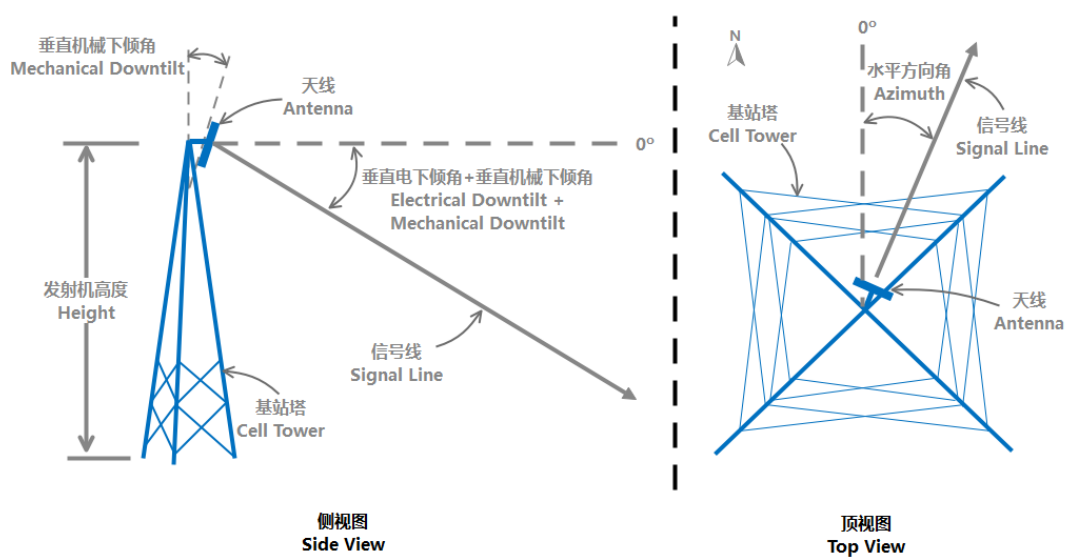 垂直机械下倾角
Mechanical Downtilt
天线
Antenna
0°
垂直电下倾角+垂直机械下倾角
Electrical Downtilt +
Mechanical Downtilt
发射机高度
Height
信号线
Signal Line
基站塔
Cell Tower
侧视图
Side View
N
0°
水平方向角
Azimuth
基站塔
Cell Tower
信号线
Signal Line
天线
Antenna
顶视图
Top View